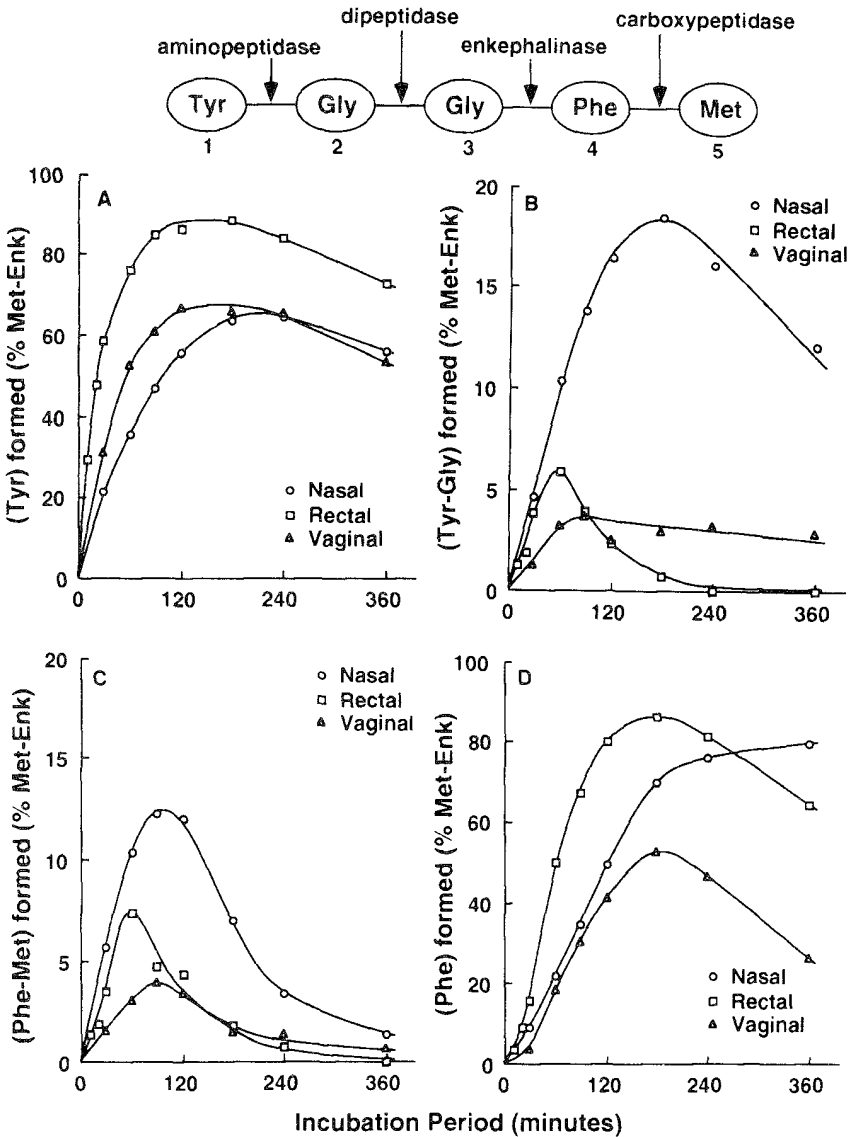 dipeptidase
carboxypeptidase
aminopeptidase
enkephalinase
Tyr Gly Gly Phe Met
1 2 3 4 5
A
(Tyr) formed (% Met-Enk)
100
80
60
40
20
0
0 120 240 360
Nasal
Rectal
Vaginal
B
(Tyr-Gly) formed (% Met-Enk)
20
15
10
5
0
0 120 240 360
Nasal
Rectal
Vaginal
C
(Phe-Met) formed (% Met-Enk)
20
15
10
5
0
0 120 240 360
Nasal
Rectal
Vaginal
D
(Phe) formed (% Met-Enk)
100
80
60
40
20
0
0 120 240 360
Nasal
Rectal
Vaginal
Incubation Period (minutes)